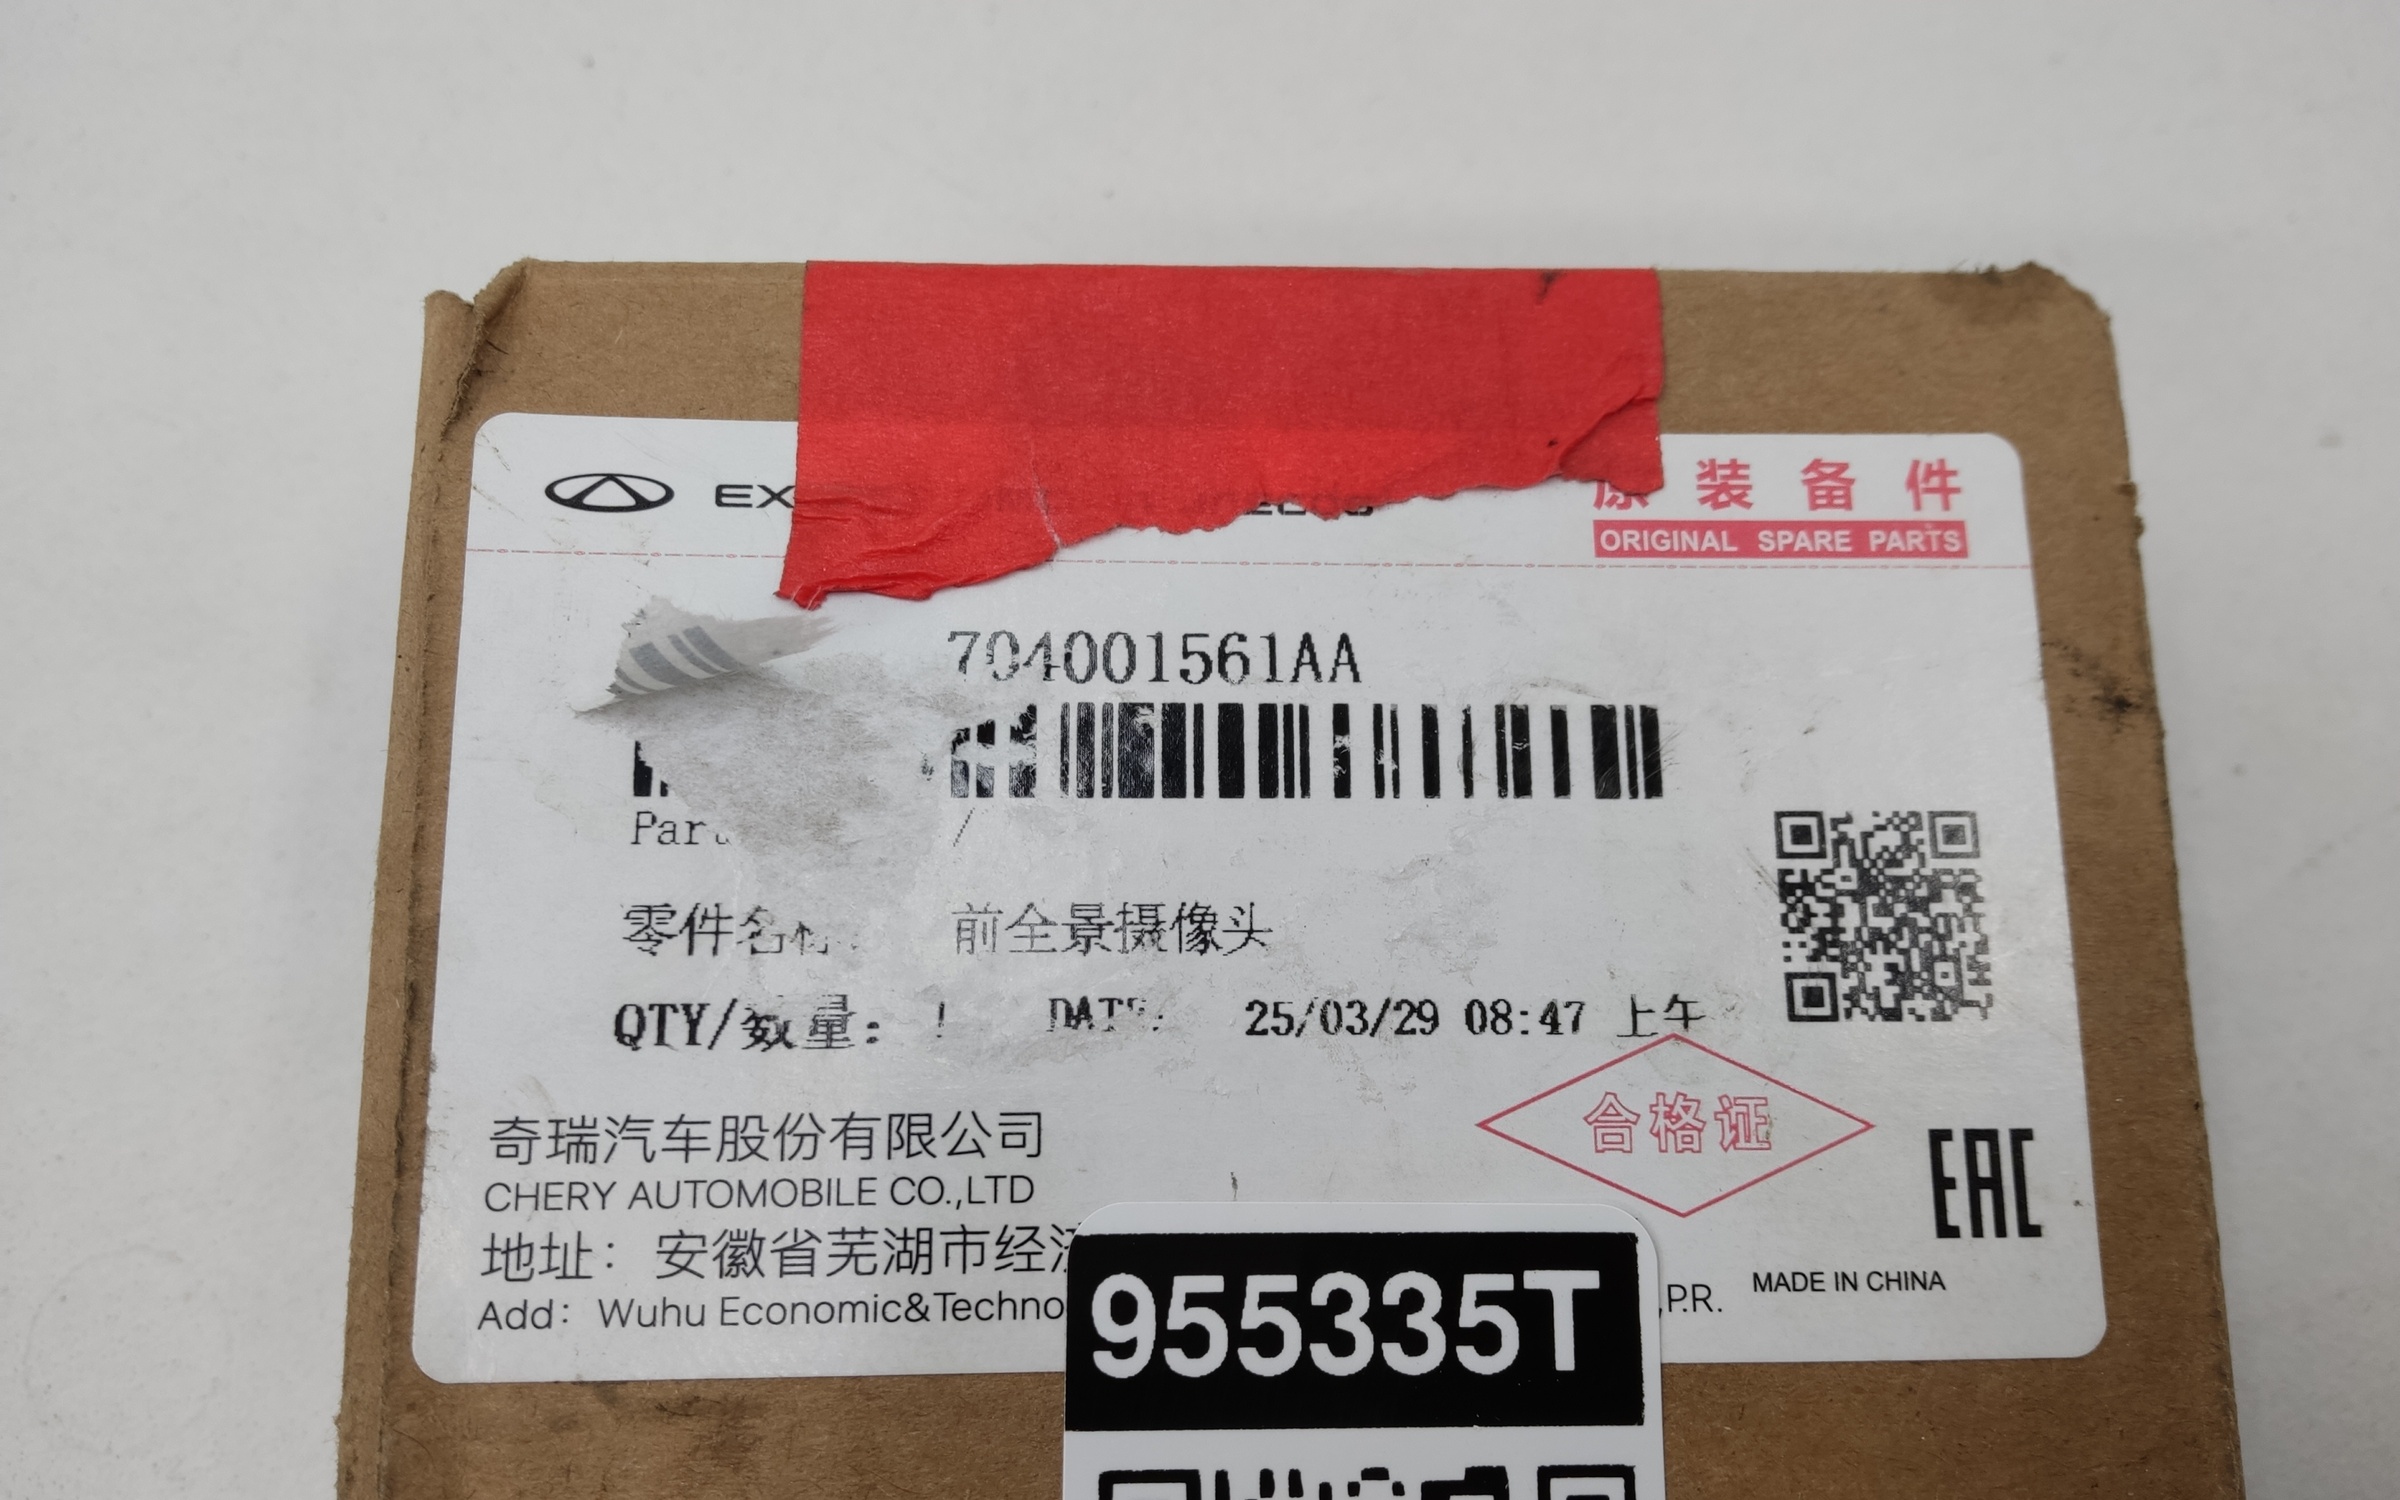 原装备件
ORIGINAL SPARE PARTS
704001561AA
/
零件名称
前全景摄像头
QTY/数量:
25/03/29 08:47 上午
合格证
奇瑞汽车股份有限公司
CHERY AUTOMOBILE CO.,LTD
EAC
地址: 安徽省芜湖市经
Add: Wuhu
,P.R.
MADE IN CHINA
955335T